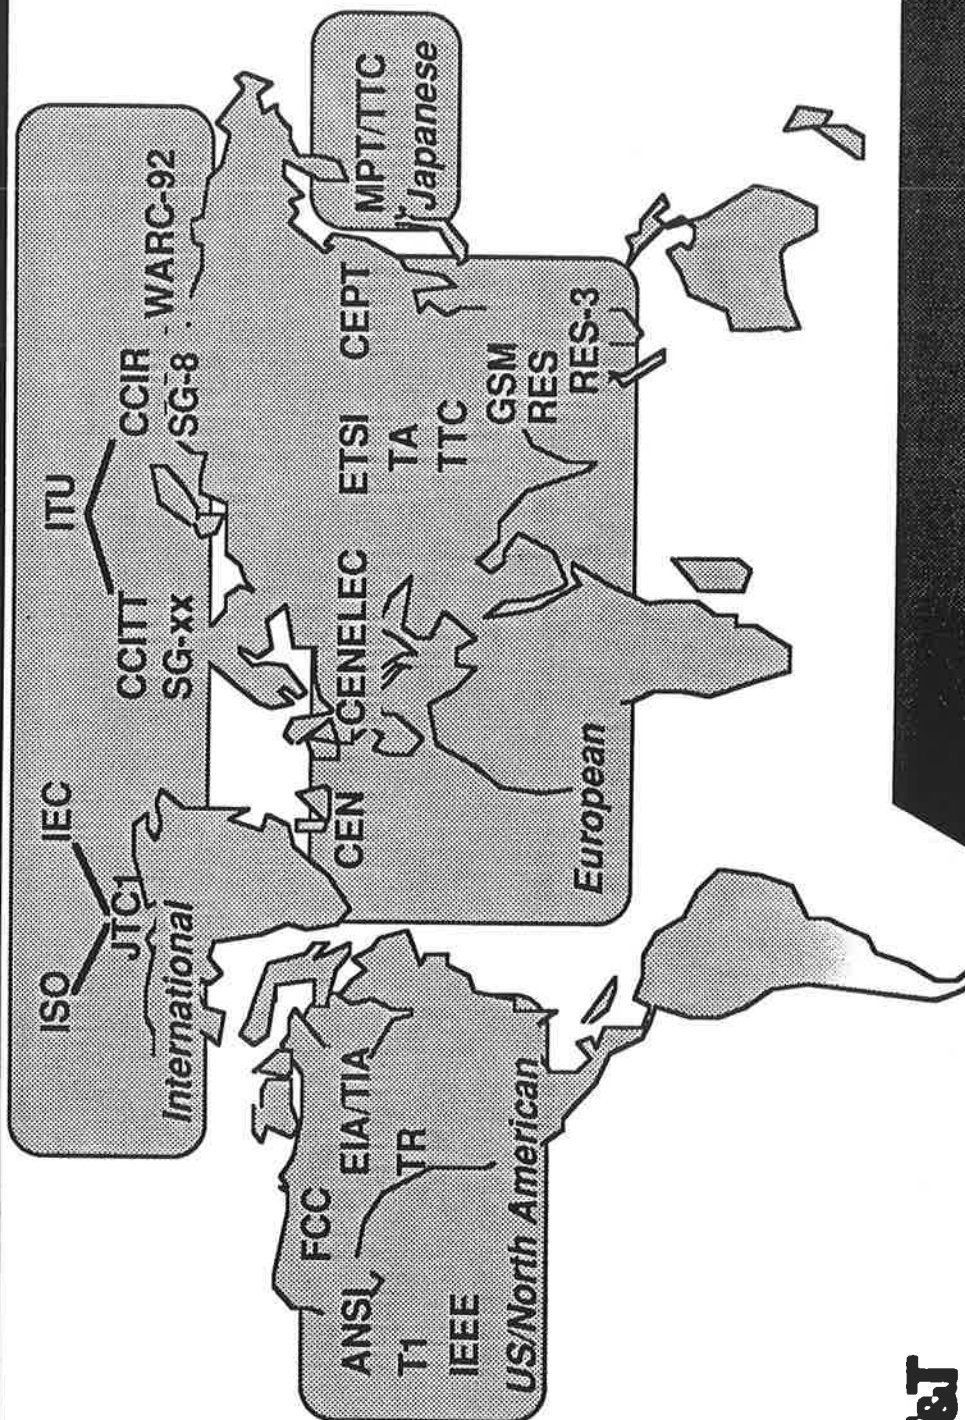 ITU
ISO IEC
JTC1
CCITT CCIR - WARC-92
SG-xx SG-8
International
FCC
ANSI EIA/TIA
T1 TR
IEEE
US/North American
CEN CENELEC ETSI CEPT
TA
TTC
GSM
RES
RES-3
European
MPT/TTC
Japanese